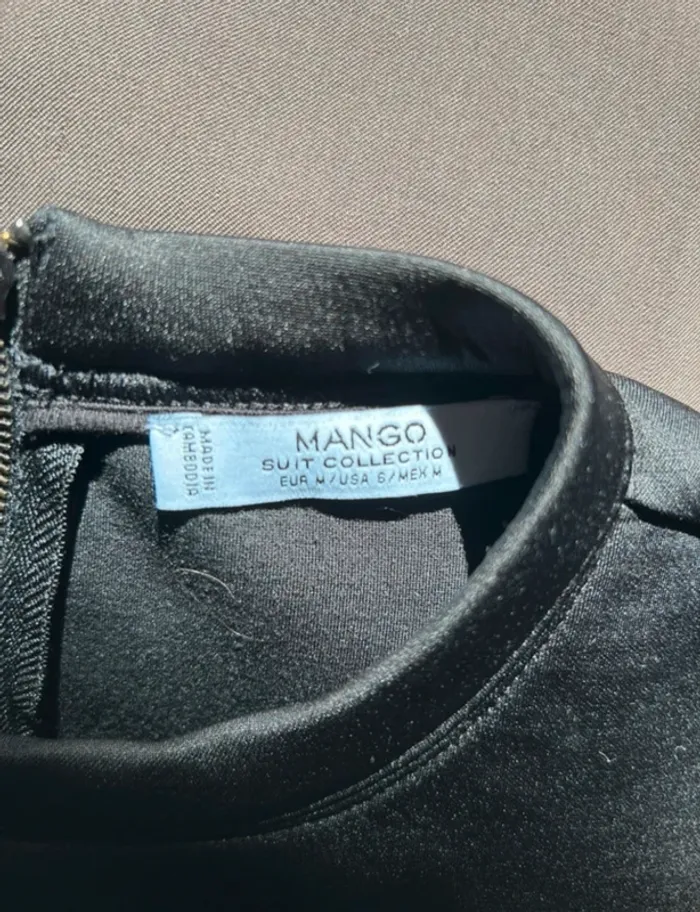 MANGO
SUIT COLLECTION
EUR M/USA 6/MEX M
MADE IN
CAMBODIA